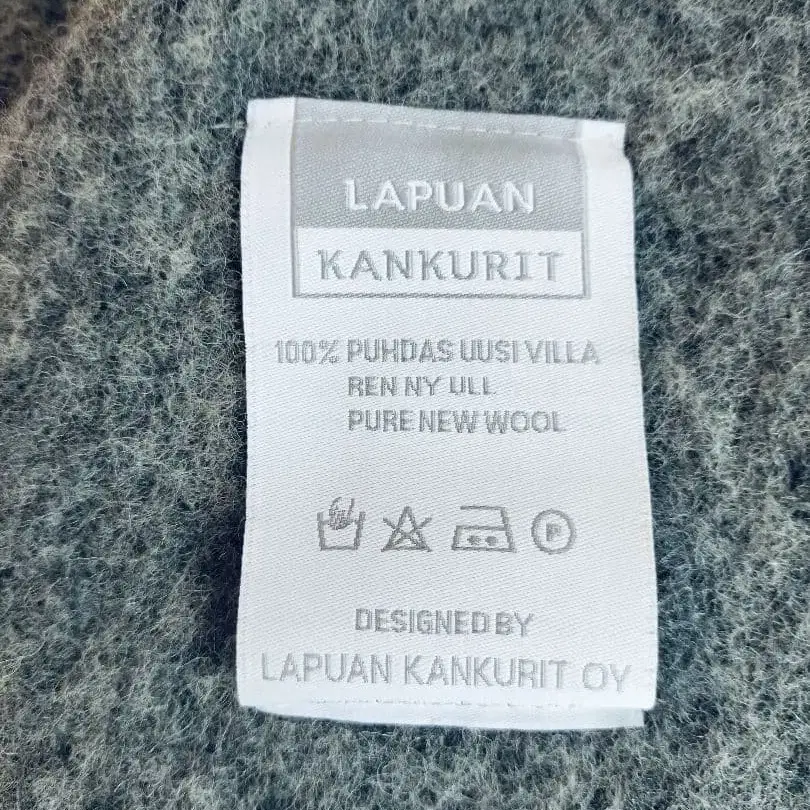 LAPUAN
KANKURIT
100% PUHDAS UUSI VILLA
REN NY ULL
PURE NEW WOOL
P
DESIGNED BY
LAPUAN KANKURIT OY